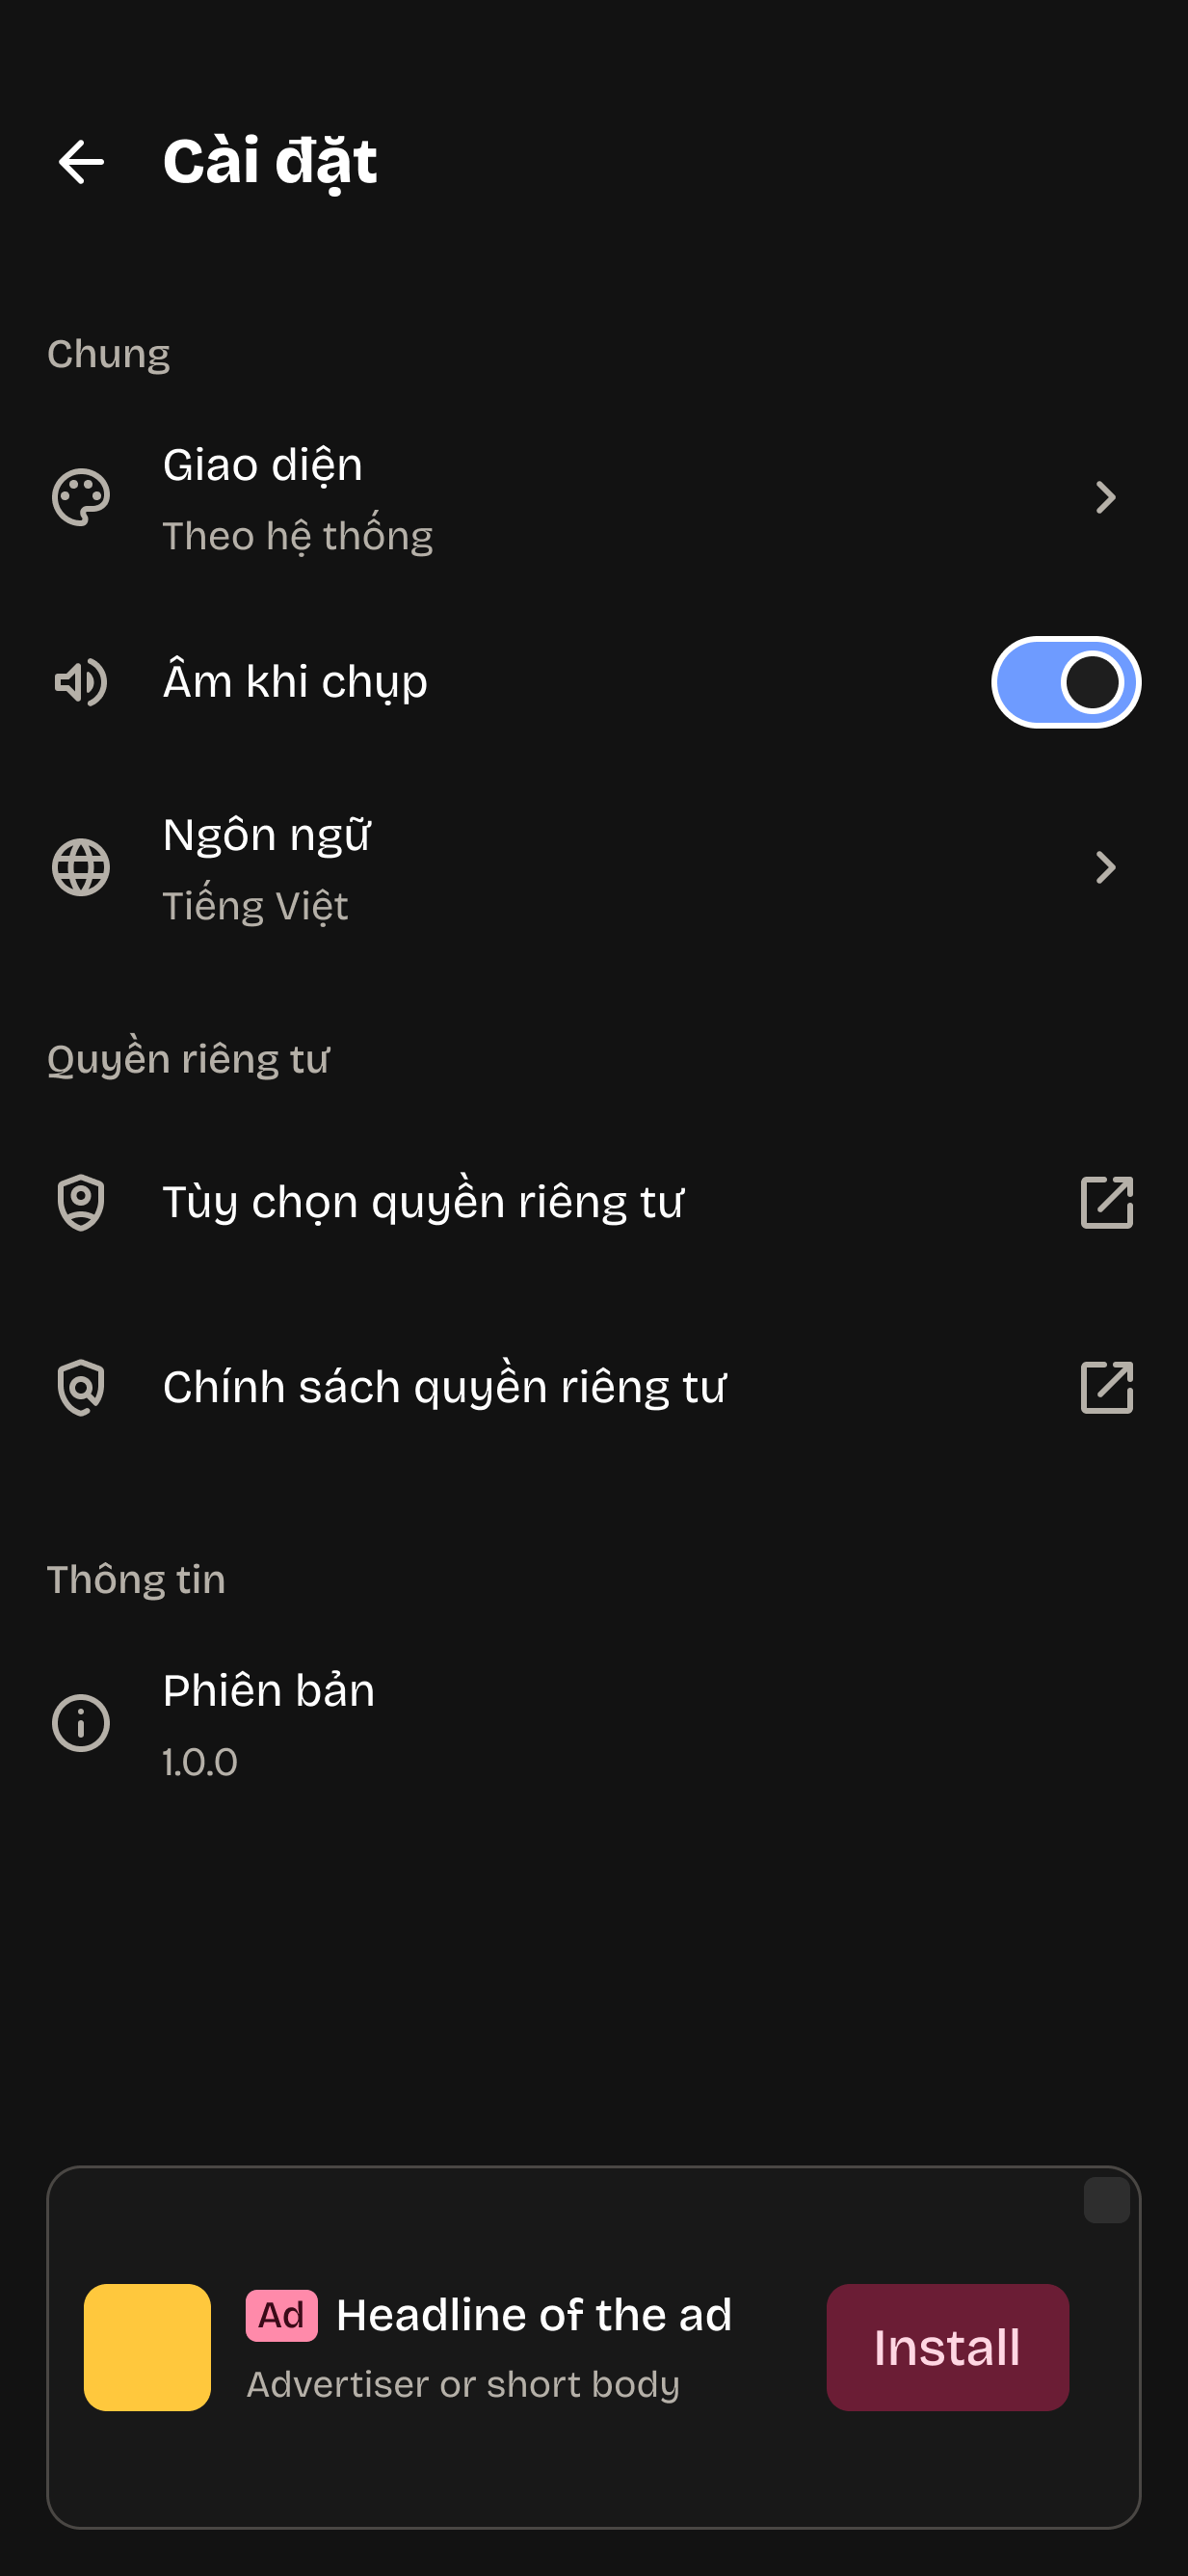 Cài đặt
Chung
Giao diện
Theo hệ thống
Âm khi chụp
Ngôn ngữ
Tiếng Việt
Quyền riêng tư
Tùy chọn quyền riêng tư
Chính sách quyền riêng tư
Thông tin
Phiên bản
1.0.0
Ad Headline of the ad
Advertiser or short body
Install